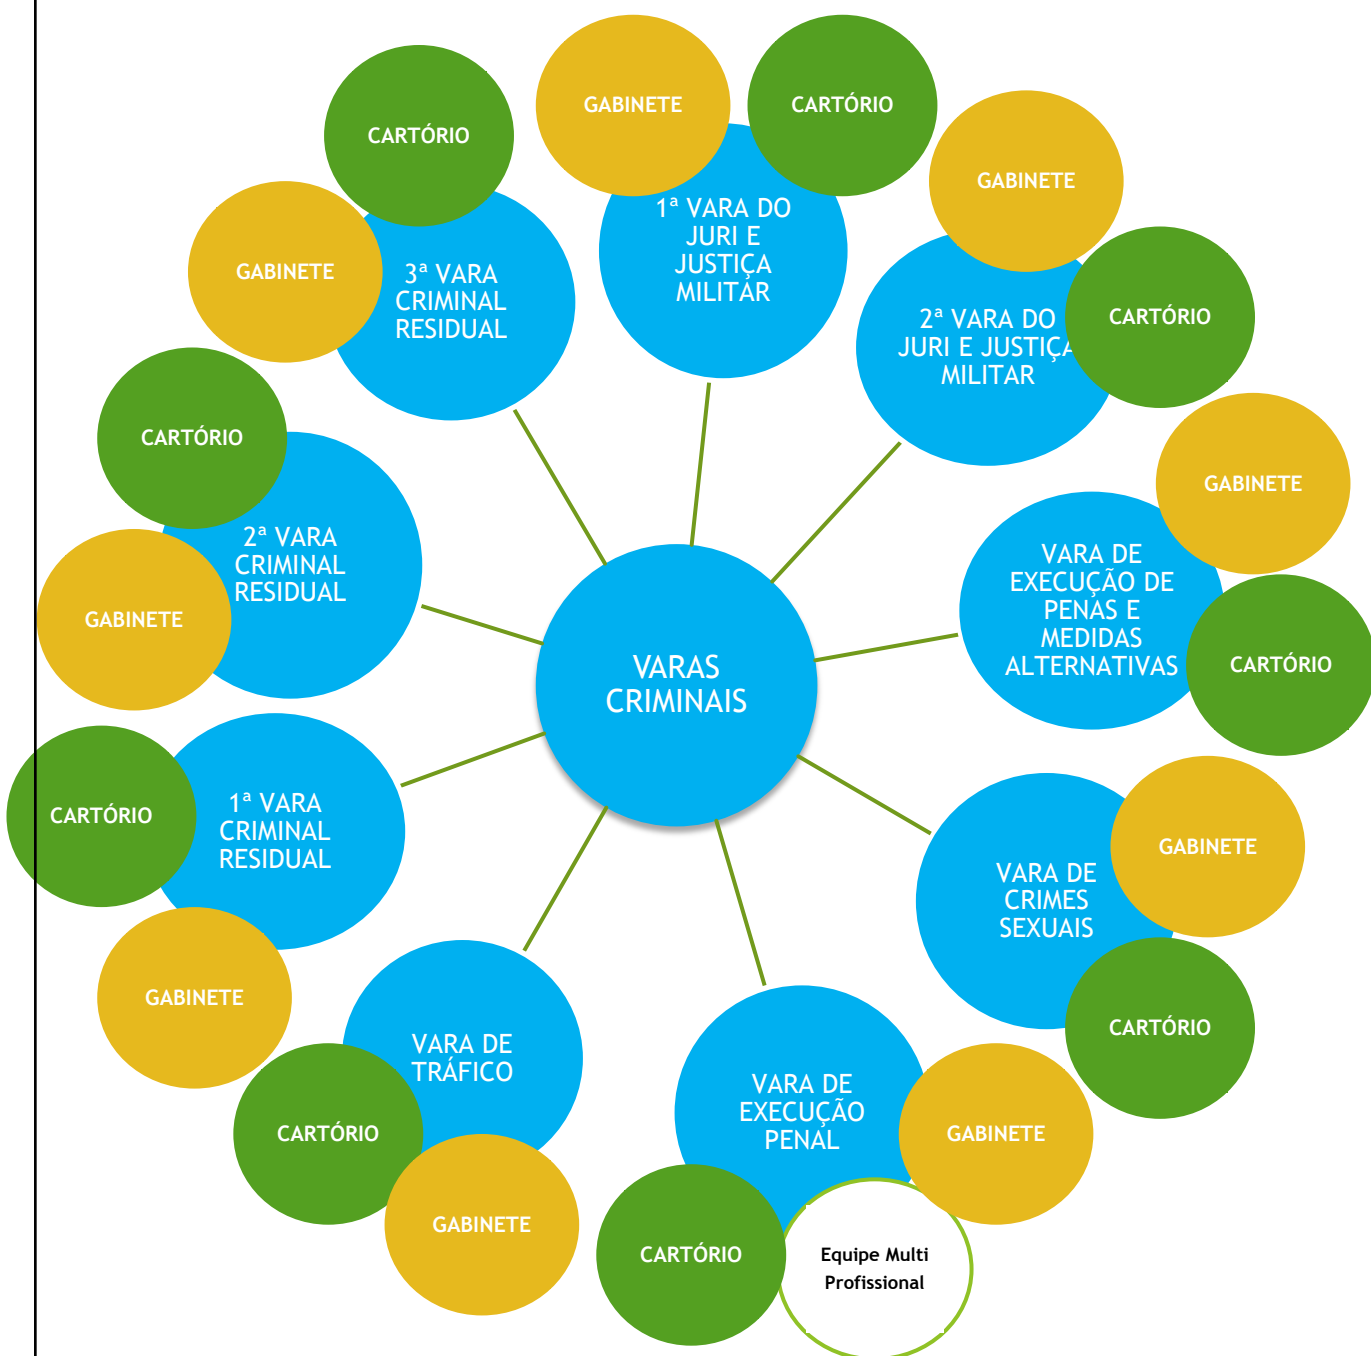 GABINETE
CARTÓRIO
1ª VARA DO
JURI E
JUSTIÇA
MILITAR
GABINETE
CARTÓRIO
2ª VARA DO
JURI E JUSTIÇA
MILITAR
GABINETE
CARTÓRIO
VARA DE
EXECUÇÃO DE
PENAS E
MEDIDAS
ALTERNATIVAS
GABINETE
CARTÓRIO
VARA DE
CRIMES
SEXUAIS
GABINETE
CARTÓRIO
VARA DE
EXECUÇÃO
PENAL
Equipe Multi
Profissional
CARTÓRIO
GABINETE
VARA DE
TRÁFICO
CARTÓRIO
GABINETE
1ª VARA
CRIMINAL
RESIDUAL
CARTÓRIO
GABINETE
2ª VARA
CRIMINAL
RESIDUAL
CARTÓRIO
GABINETE
3ª VARA
CRIMINAL
RESIDUAL
CARTÓRIO
VARAS
CRIMINAIS